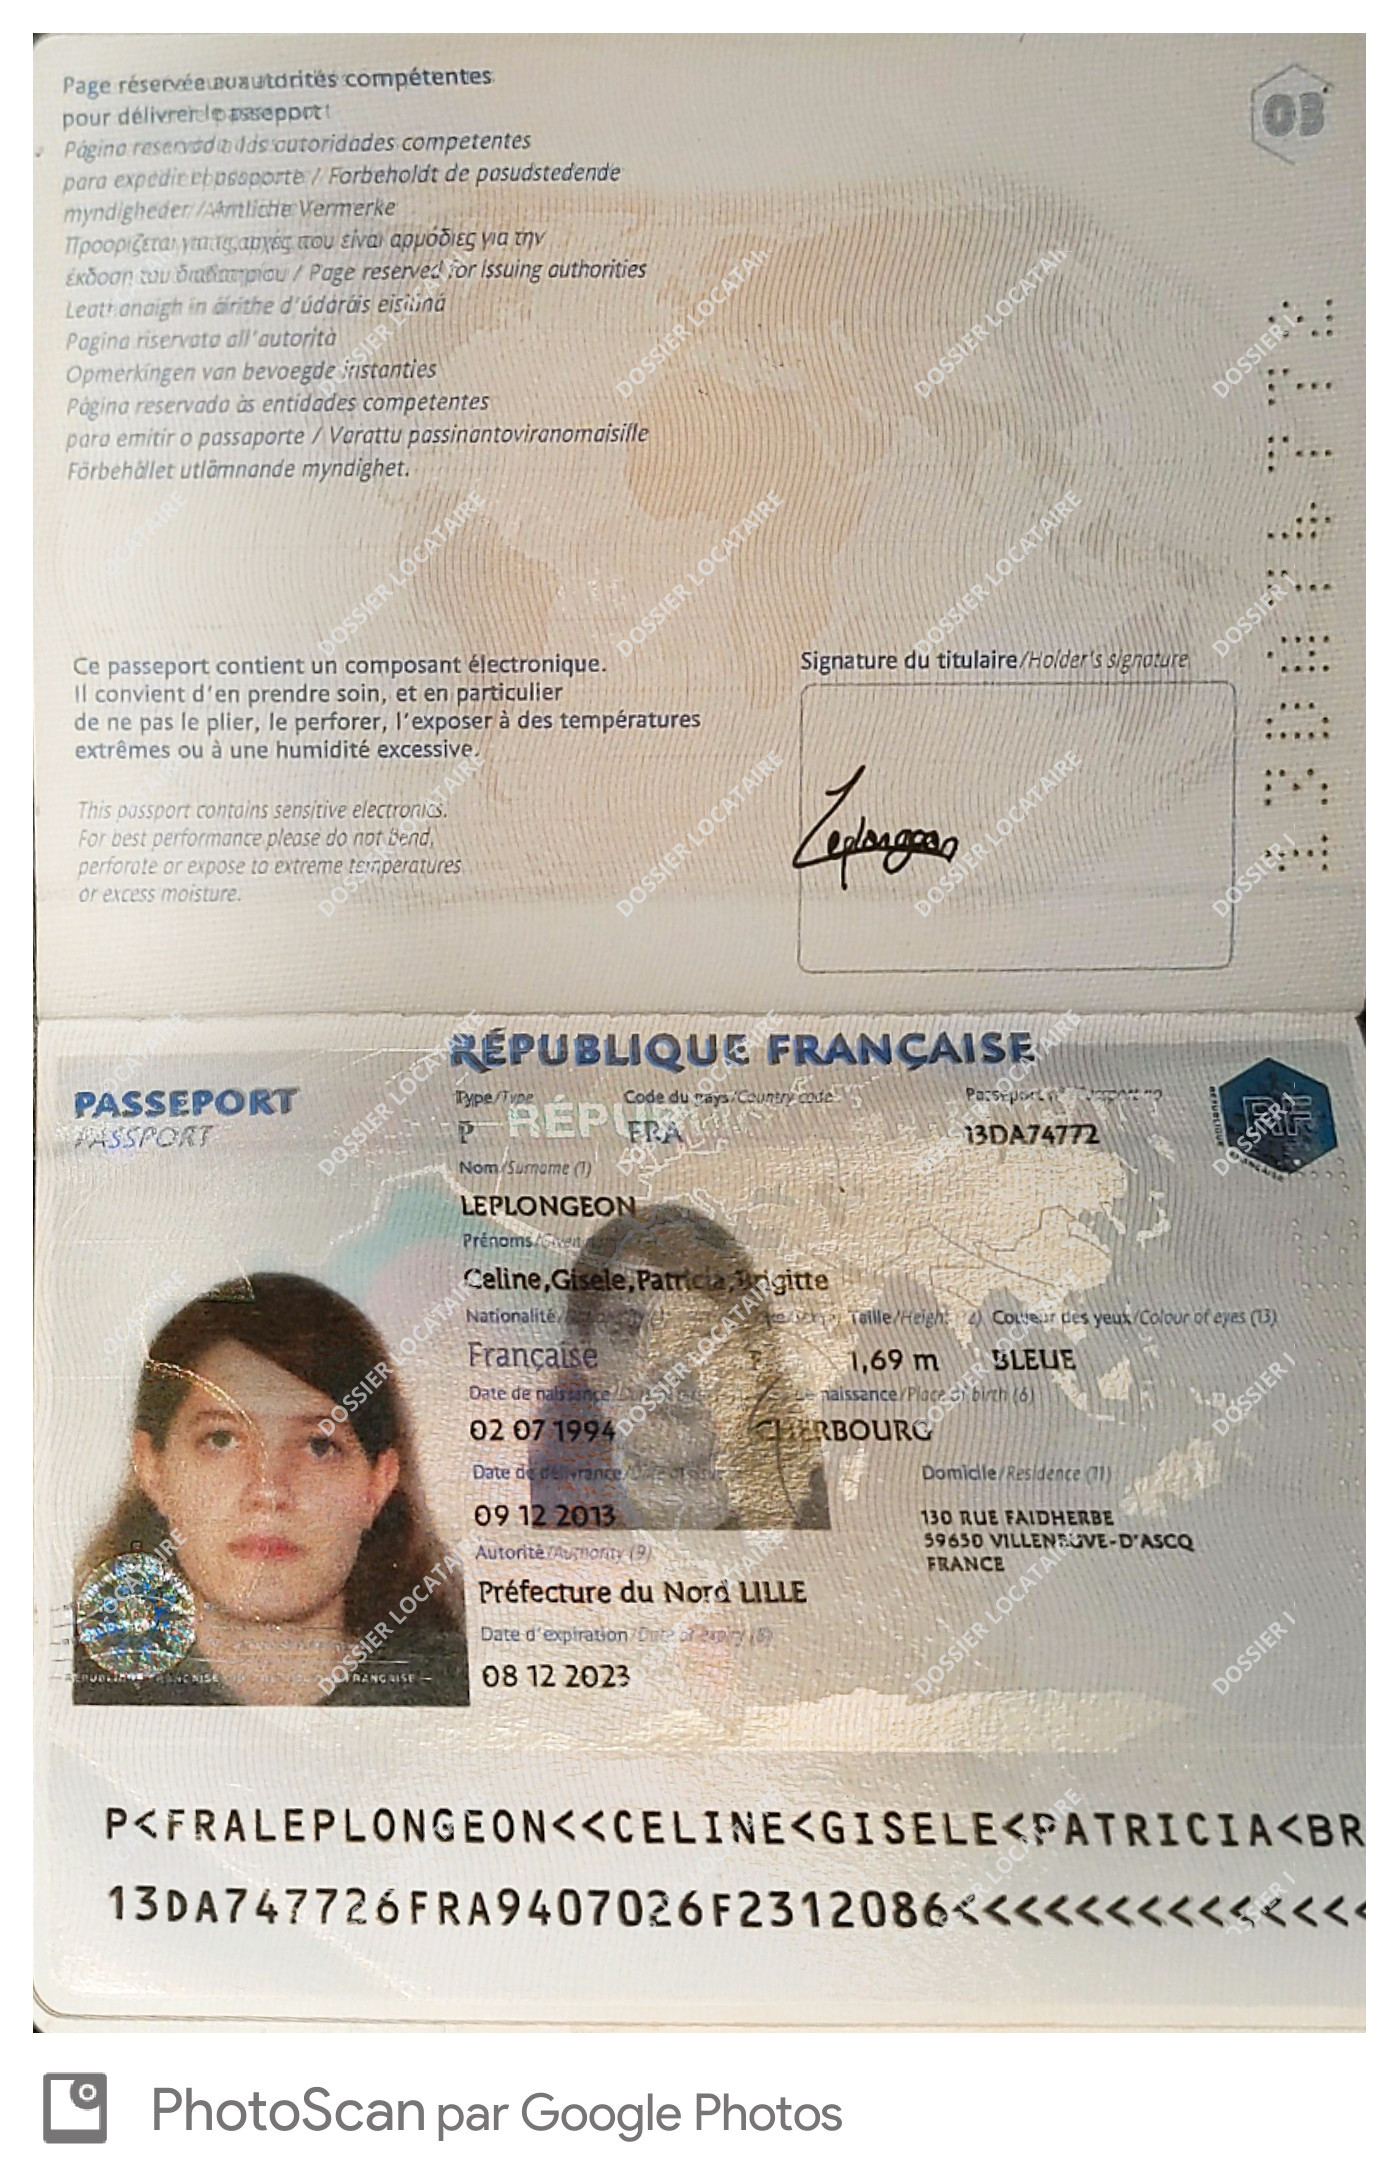 Page réservée aux autorités compétentes
pour délivrer le passeport
03
Página reservada a las autoridades competentes
para expedir el pasaporte / Forbeholdt de pasudstedende
myndigheder / Amtliche Vermerke
Προορίζεται για τις αρχές που είναι αρμόδιες για την
έκδοση του διαβατηρίου / Page reserved for issuing authorities
Leathanaigh in áirithe d'údaráis eisiúná
Pagina riservata all'autorità
Opmerkingen van bevoegde instanties
Página reservada às entidades competentes
para emitir o passaporte / Varattu passinantoviranomaisille
Förbehållet utlämnande myndighet.
Ce passeport contient un composant électronique.
Il convient d'en prendre soin, et en particulier
de ne pas le plier, le perforer, l'exposer à des températures
extrêmes ou à une humidité excessive.
This passport contains sensitive electronics.
For best performance please do not bend,
perforate or expose to extreme temperatures
or excess moisture.
Signature du titulaire/Holder's signature
Leplongeon
RÉPUBLIQUE FRANÇAISE
PASSEPORT
PASSPORT
Type/Type Code du pays/Country code Passeport n° Passport no
P FRA 13DA74772
Nom/Surname (1)
LEPLONGEON
Prénoms/Given
Celine,Gisele,Patricia,Brigitte
Nationalité/ Taille/Height Couleur des yeux/Colour of eyes (13)
Française F 1,69 m BLEUE
Date de naissance/ naissance/Place of birth (6)
02 07 1994 CHERBOURG
Date de délivrance/Date of issue Domicile/Residence (11)
09 12 2013
130 RUE FAIDHERBE
59650 VILLENEUVE-D'ASCQ
FRANCE
Autorité/Authority (9)
Préfecture du Nord LILLE
Date d'expiration/Date of expiry (8)
08 12 2023
P<FRALEPLONGEON<<CELINE<GISELE<PATRICIA<BR
13DA747726FRA9407026F2312086<<<<<<<<<<<<<<
DOSSIER LOCATAIRE
PhotoScan par Google Photos